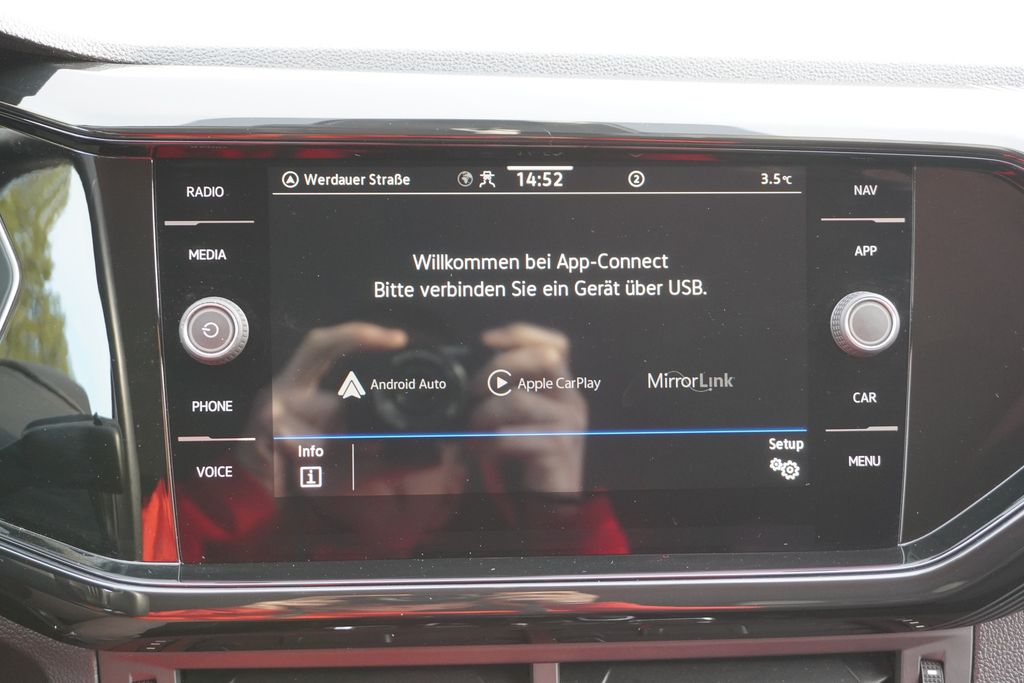 Werdauer Straße 14:52 2 3.5°C
RADIO
NAV
MEDIA
APP
Willkommen bei App-Connect
Bitte verbinden Sie ein Gerät über USB.
Android Auto
Apple CarPlay
MirrorLink
PHONE
CAR
VOICE
MENU
Info
i
Setup